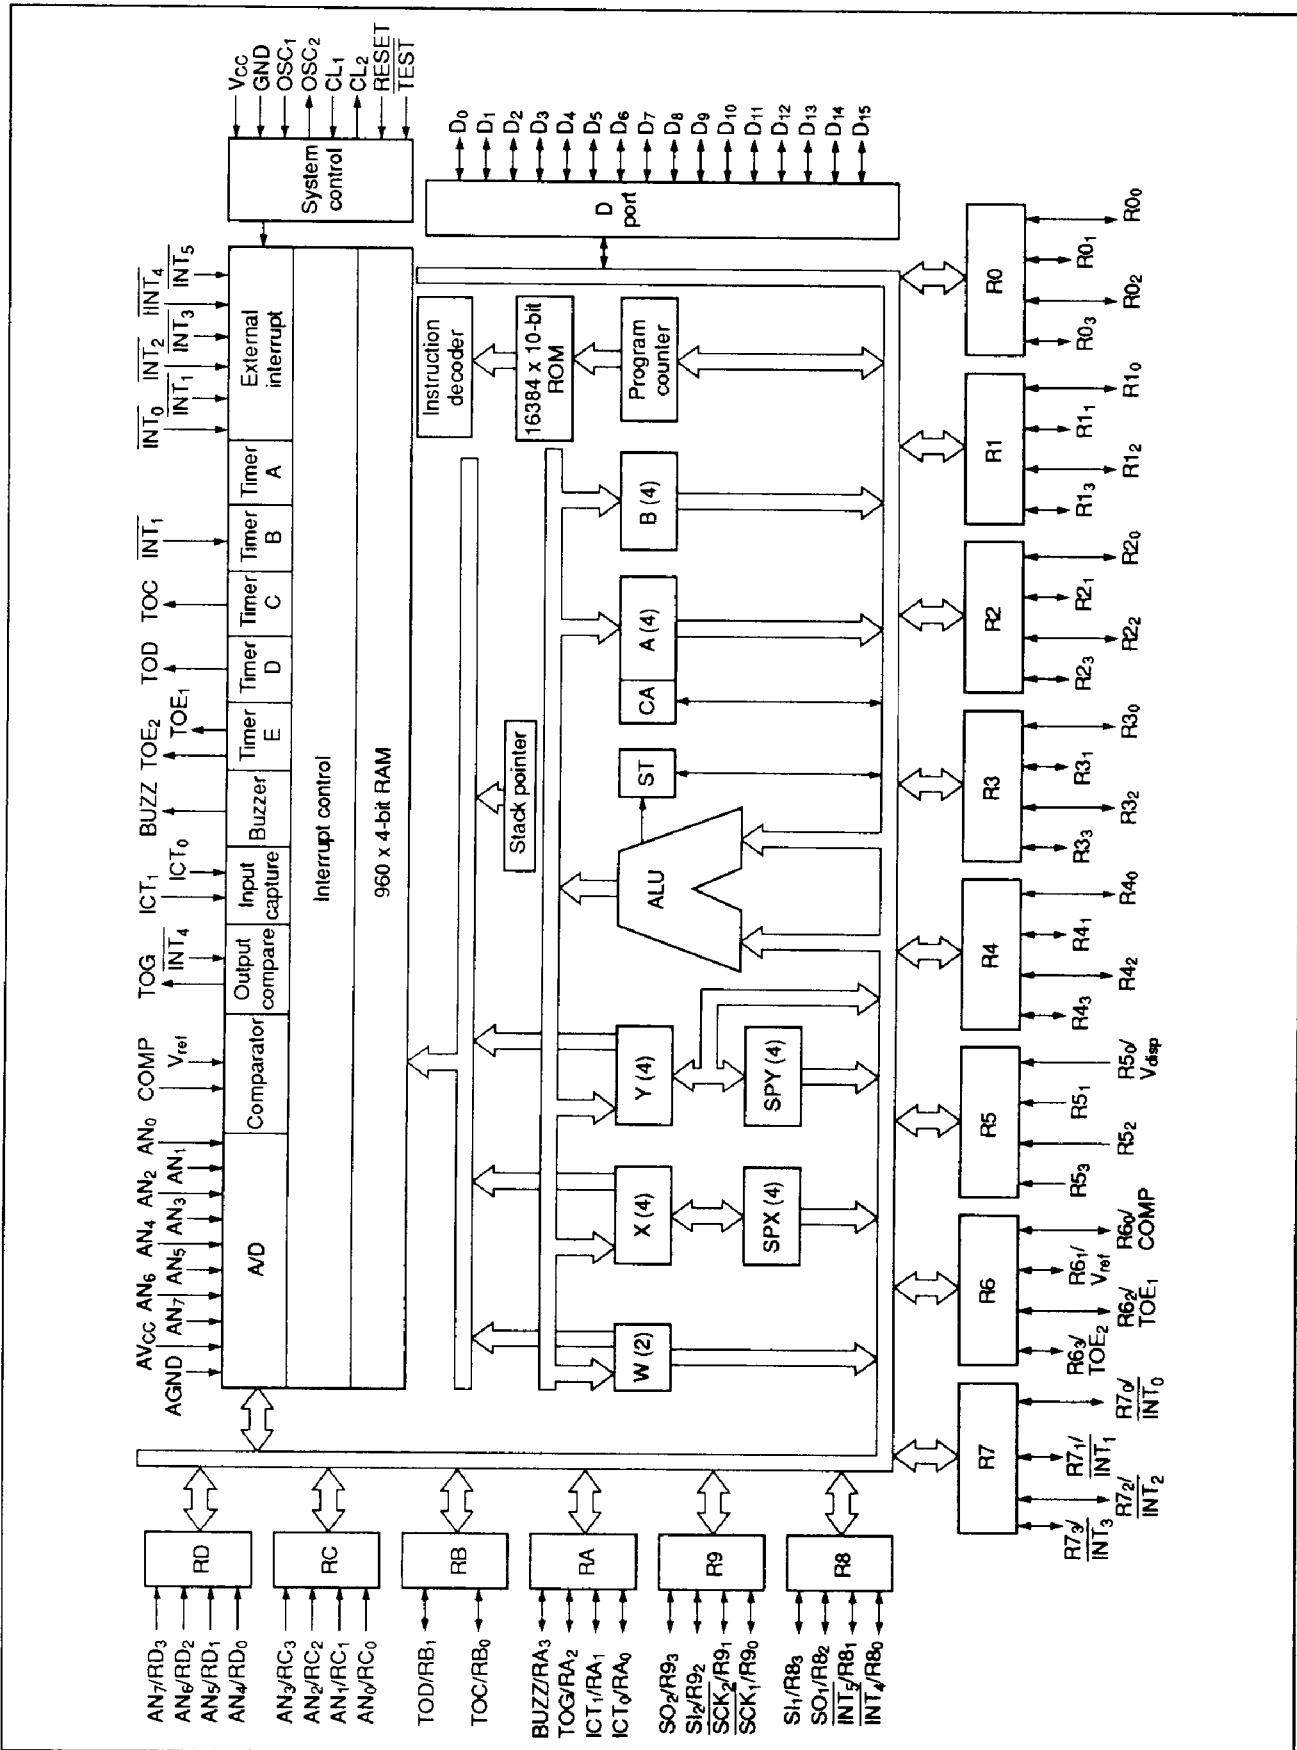 VCC
GND
OSC1
OSC2
CL1
CL2
RESET
TEST
System control
D0
D1
D2
D3
D4
D5
D6
D7
D8
D9
D10
D11
D12
D13
D14
D15
D port
INT0
INT1
INT2
INT3
INT4
INT5
External interrupt
INT1
Timer A
Timer B
TOC
Timer C
TOD
Timer D
TOE1
TOE2
Timer E
BUZZ
Buzzer
ICT0
ICT1
Input capture
INT4
TOG
Output compare
Vref
COMP
Comparator
AN0
AN1
AN2
AN3
AN4
AN5
AN6
AN7
AVCC
AGND
A/D
Interrupt control
960 x 4-bit RAM
Instruction decoder
16384 x 10-bit ROM
Program counter
Stack pointer
B (4)
A (4)
CA
ST
ALU
Y (4)
SPY (4)
X (4)
SPX (4)
W (2)
R0
R00
R01
R02
R03
R1
R10
R11
R12
R13
R2
R20
R21
R22
R23
R3
R30
R31
R32
R33
R4
R40
R41
R42
R43
R5
R50/
Vdisp
R51
R52
R53
R6
R60/
COMP
R61/
Vref
R62/
TOE1
R63/
TOE2
R7
R70/
INT0
R71/
INT1
R72/
INT2
R73/
INT3
RD
AN7/RD3
AN6/RD2
AN5/RD1
AN4/RD0
RC
AN3/RC3
AN2/RC2
AN1/RC1
AN0/RC0
RB
TOD/RB1
TOC/RB0
RA
BUZZ/RA3
TOG/RA2
ICT1/RA1
ICT0/RA0
R9
SO2/R93
SI2/R92
SCK2/R91
SCK1/R90
R8
SI1/R83
SO1/R82
INT5/R81
INT4/R80